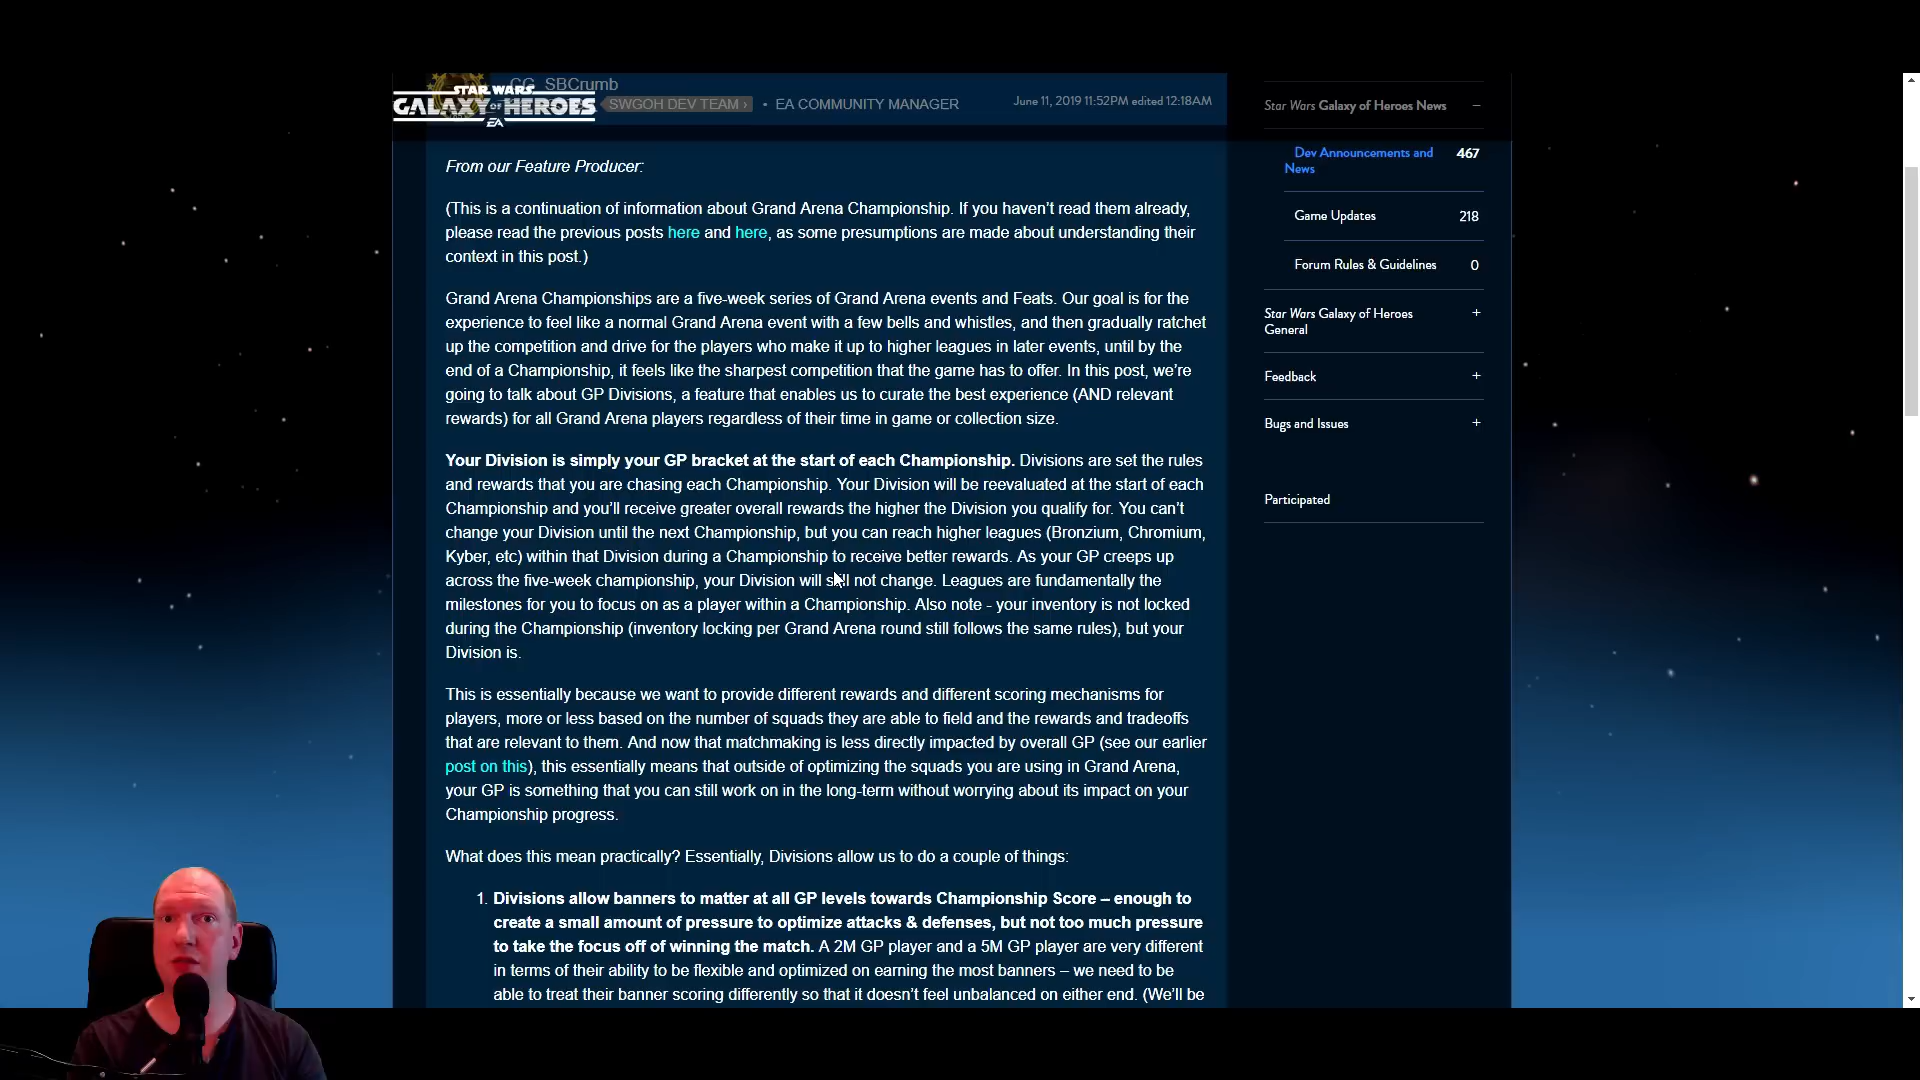 CG_SBCrumb
STAR WARS
GALAXY OF HEROES
EA
SWGOH DEV TEAM › • EA COMMUNITY MANAGER
June 11, 2019 11:52PM edited 12:18AM
From our Feature Producer:
(This is a continuation of information about Grand Arena Championship. If you haven't read them already,
please read the previous posts here and here, as some presumptions are made about understanding their
context in this post.)
Grand Arena Championships are a five-week series of Grand Arena events and Feats. Our goal is for the
experience to feel like a normal Grand Arena event with a few bells and whistles, and then gradually ratchet
up the competition and drive for the players who make it up to higher leagues in later events, until by the
end of a Championship, it feels like the sharpest competition that the game has to offer. In this post, we're
going to talk about GP Divisions, a feature that enables us to curate the best experience (AND relevant
rewards) for all Grand Arena players regardless of their time in game or collection size.
Your Division is simply your GP bracket at the start of each Championship. Divisions are set the rules
and rewards that you are chasing each Championship. Your Division will be reevaluated at the start of each
Championship and you'll receive greater overall rewards the higher the Division you qualify for. You can't
change your Division until the next Championship, but you can reach higher leagues (Bronzium, Chromium,
Kyber, etc) within that Division during a Championship to receive better rewards. As your GP creeps up
across the five-week championship, your Division will still not change. Leagues are fundamentally the
milestones for you to focus on as a player within a Championship. Also note - your inventory is not locked
during the Championship (inventory locking per Grand Arena round still follows the same rules), but your
Division is.
This is essentially because we want to provide different rewards and different scoring mechanisms for
players, more or less based on the number of squads they are able to field and the rewards and tradeoffs
that are relevant to them. And now that matchmaking is less directly impacted by overall GP (see our earlier
post on this), this essentially means that outside of optimizing the squads you are using in Grand Arena,
your GP is something that you can still work on in the long-term without worrying about its impact on your
Championship progress.
What does this mean practically? Essentially, Divisions allow us to do a couple of things:
1. Divisions allow banners to matter at all GP levels towards Championship Score – enough to
create a small amount of pressure to optimize attacks & defenses, but not too much pressure
to take the focus off of winning the match. A 2M GP player and a 5M GP player are very different
in terms of their ability to be flexible and optimized on earning the most banners – we need to be
able to treat their banner scoring differently so that it doesn't feel unbalanced on either end. (We'll be
Star Wars Galaxy of Heroes News –
Dev Announcements and 467
News
Game Updates 218
Forum Rules & Guidelines 0
Star Wars Galaxy of Heroes +
General
Feedback +
Bugs and Issues +
Participated